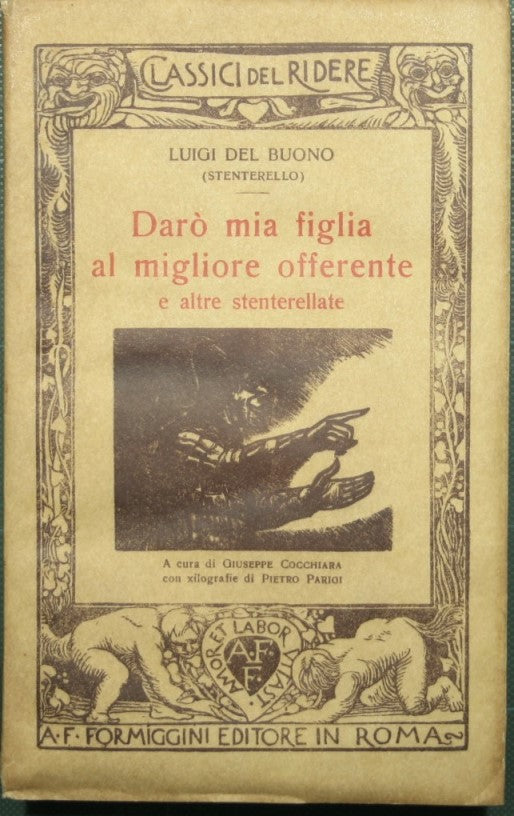 CLASSICI DEL RIDERE
LUIGI DEL BUONO
(STENTERELLO)
Darò mia figlia
al migliore offerente
e altre stenterellate
A cura di GIUSEPPE COCCHIARA
con xilografie di PIETRO PARIGI
AMOR ET LABOR VITAST
A·F·
F·
A·F· FORMIGGINI EDITORE IN ROMA